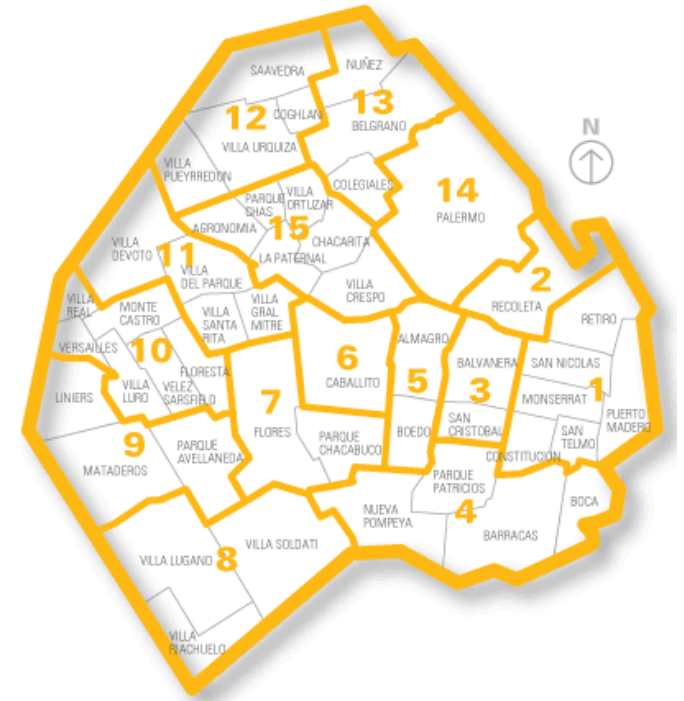 NUÑEZ
SAAVEDRA
13
COGHLAN
12
BELGRANO
N
VILLA URQUIZA
VILLA
PUEYRREDON
COLEGIALES
14
PARQUE
CHAS
VILLA
ORTUZAR
PALERMO
AGRONOMIA
15
CHACARITA
VILLA
DEVOTO
11
LA PATERNAL
VILLA
DEL PARQUE
2
VILLA
CRESPO
RECOLETA
VILLA
REAL
MONTE
CASTRO
VILLA
SANTA
RITA
VILLA
GRAL
MITRE
RETIRO
ALMAGRO
VERSAILLES
10
6
BALVANERA
SAN NICOLAS
FLORESTA
CABALLITO
5
3
1
LINIERS
VILLA
LURO
VELEZ
SARSFIELD
7
MONSERRAT
PUERTO
MADERO
FLORES
BOEDO
SAN
CRISTOBAL
SAN
TELMO
9
PARQUE
AVELLANEDA
PARQUE
CHACABUCO
CONSTITUCION
MATADEROS
PARQUE
PATRICIOS
BOCA
NUEVA
POMPEYA
4
BARRACAS
VILLA SOLDATI
VILLA LUGANO
8
VILLA
RIACHUELO